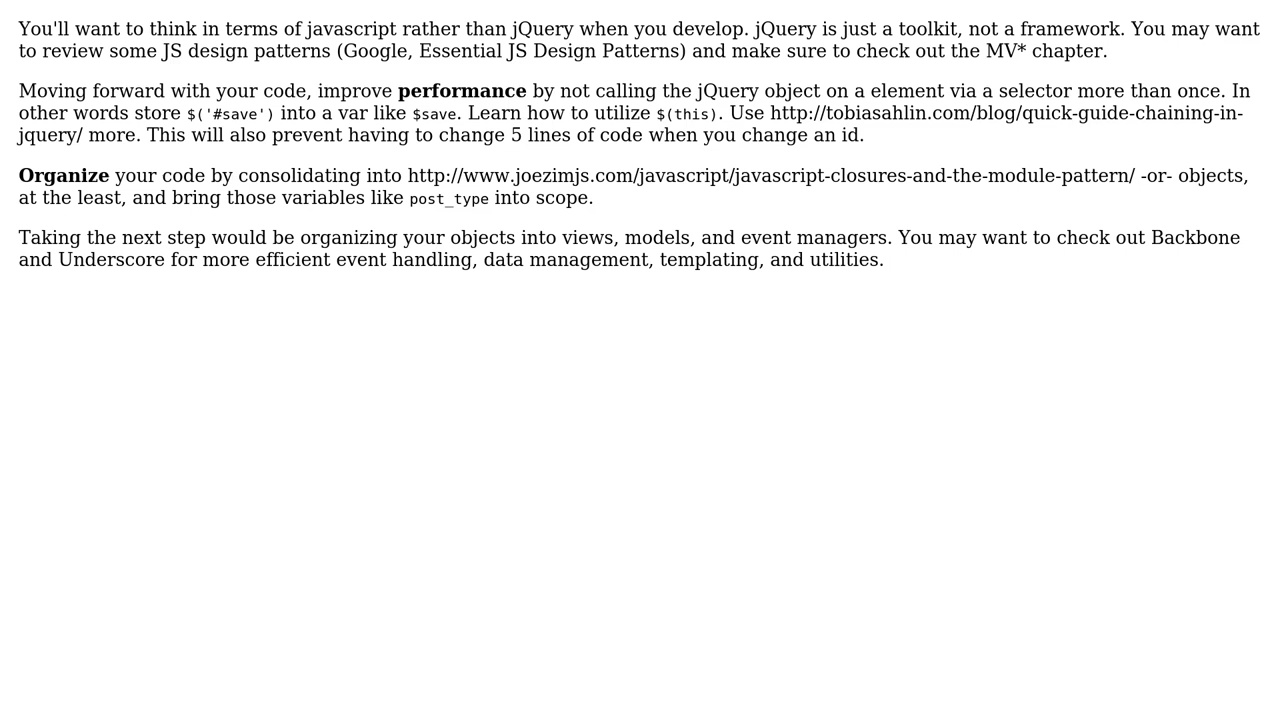 You'll want to think in terms of javascript rather than jQuery when you develop. jQuery is just a toolkit, not a framework. You may want
to review some JS design patterns (Google, Essential JS Design Patterns) and make sure to check out the MV* chapter.
Moving forward with your code, improve performance by not calling the jQuery object on a element via a selector more than once. In
other words store $('#save') into a var like $save. Learn how to utilize $(this). Use http://tobiasahlin.com/blog/quick-guide-chaining-in-
jquery/ more. This will also prevent having to change 5 lines of code when you change an id.
Organize your code by consolidating into http://www.joezimjs.com/javascript/javascript-closures-and-the-module-pattern/ -or- objects,
at the least, and bring those variables like post_type into scope.
Taking the next step would be organizing your objects into views, models, and event managers. You may want to check out Backbone
and Underscore for more efficient event handling, data management, templating, and utilities.